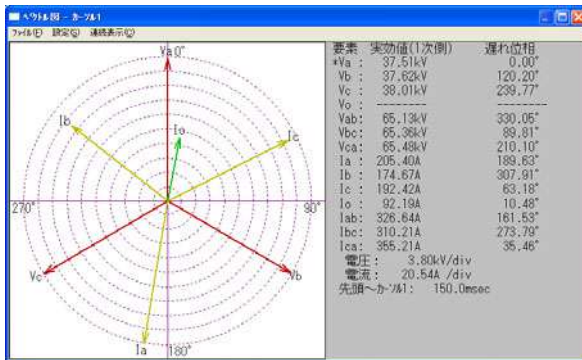 ベクトル図 - カーソル1
ファイル(F) 設定(S) 連続表示(C)
Va 0°
Ib
Io
Ic
270°
90°
Vc
Vb
Ia
180°
要素 実効値(1次側) 遅れ位相
*Va : 37.51kV 0.00°
Vb : 37.62kV 120.20°
Vc : 38.01kV 239.77°
Vo : -------- --------
Vab: 65.13kV 330.05°
Vbc: 65.36kV 89.81°
Vca: 65.48kV 210.10°
Ia : 205.40A 189.63°
Ib : 174.67A 307.91°
Ic : 192.42A 63.18°
Io : 92.19A 10.48°
Iab: 326.64A 161.53°
Ibc: 310.21A 273.79°
Ica: 355.21A 35.46°
電圧: 3.80kV/div
電流: 20.54A /div
先頭～カーソル1: 150.0msec